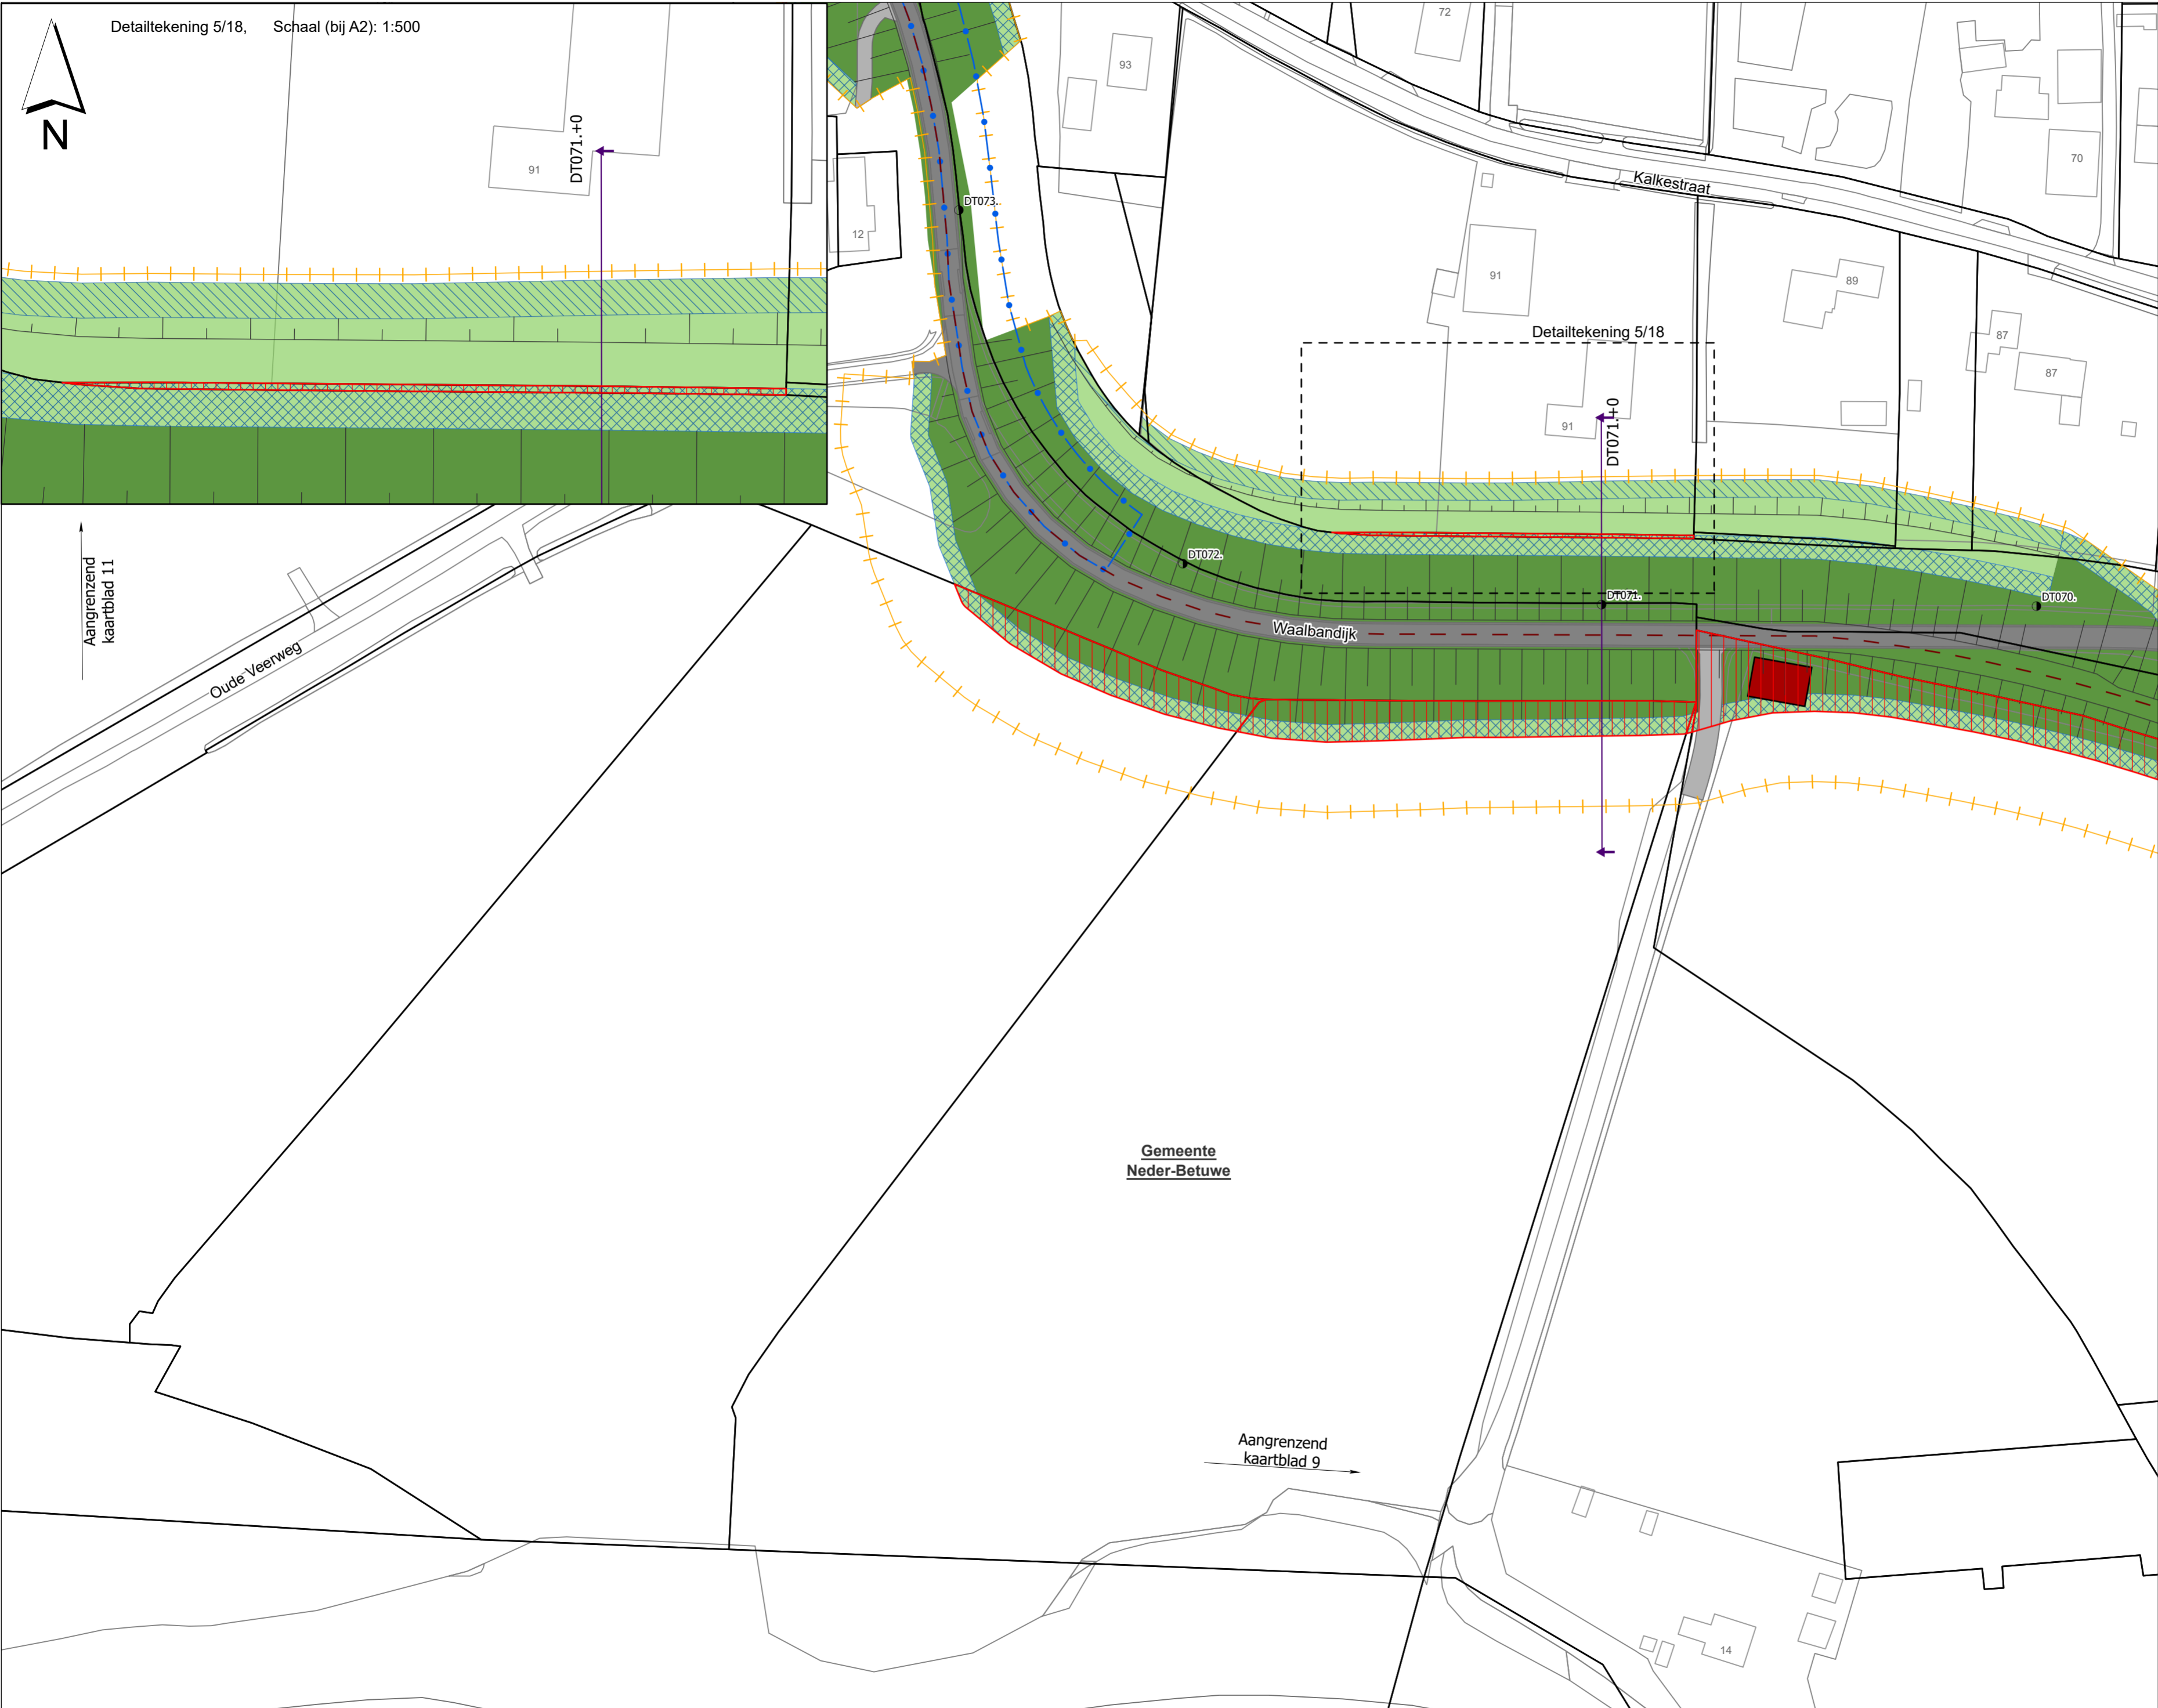 Detailtekening 5/18, Schaal (bij A2): 1:500
N
91
DT071.+0
72
93
70
Kalkestraat
DT073.
12
91
89
87
87
Detailtekening 5/18
91
DT071.+0
DT072.
DT071.
DT070.
Waalbandijk
Aangrenzend
kaartblad 11
Oude Veerweg
Gemeente
Neder-Betuwe
Aangrenzend
kaartblad 9
14